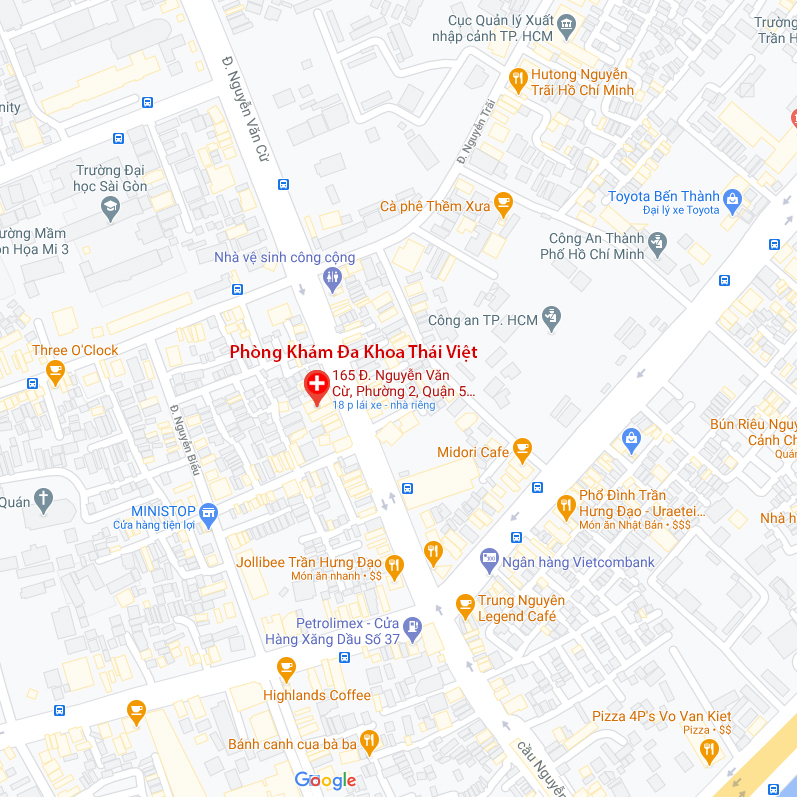 Cục Quản lý Xuất
nhập cảnh TP. HCM
Trường
Trần H
Hutong Nguyễn
Trãi Hồ Chí Minh
Đ. Nguyễn Văn Cừ
nity
Đ. Nguyễn Trãi
Trường Đại
học Sài Gòn
Toyota Bến Thành
Đại lý xe Toyota
Cà phê Thềm Xưa
ường Mầm
on Họa Mi 3
Công An Thành
Phố Hồ Chí Minh
Nhà vệ sinh công cộng
Công an TP. HCM
Three O'Clock
Phòng Khám Đa Khoa Thái Việt
165 Đ. Nguyễn Văn
Cừ, Phường 2, Quận 5...
18 p lái xe - nhà riêng
Đ. Nguyễn Biểu
Bún Riêu Nguy
Cảnh Ch
Quán
Midori Cafe
Quán
MINISTOP
Cửa hàng tiện lợi
Phố Đình Trần
Hưng Đạo - Uraetei...
Món ăn Nhật Bản • $$$
Nhà h
Jollibee Trần Hưng Đạo
Món ăn nhanh • $$
Ngân hàng Vietcombank
Trung Nguyên
Legend Café
Petrolimex - Cửa
Hàng Xăng Dầu Số 37
Highlands Coffee
Pizza 4P's Vo Van Kiet
Pizza • $$
Bánh canh cua bà ba
cầu Nguyễn
Google